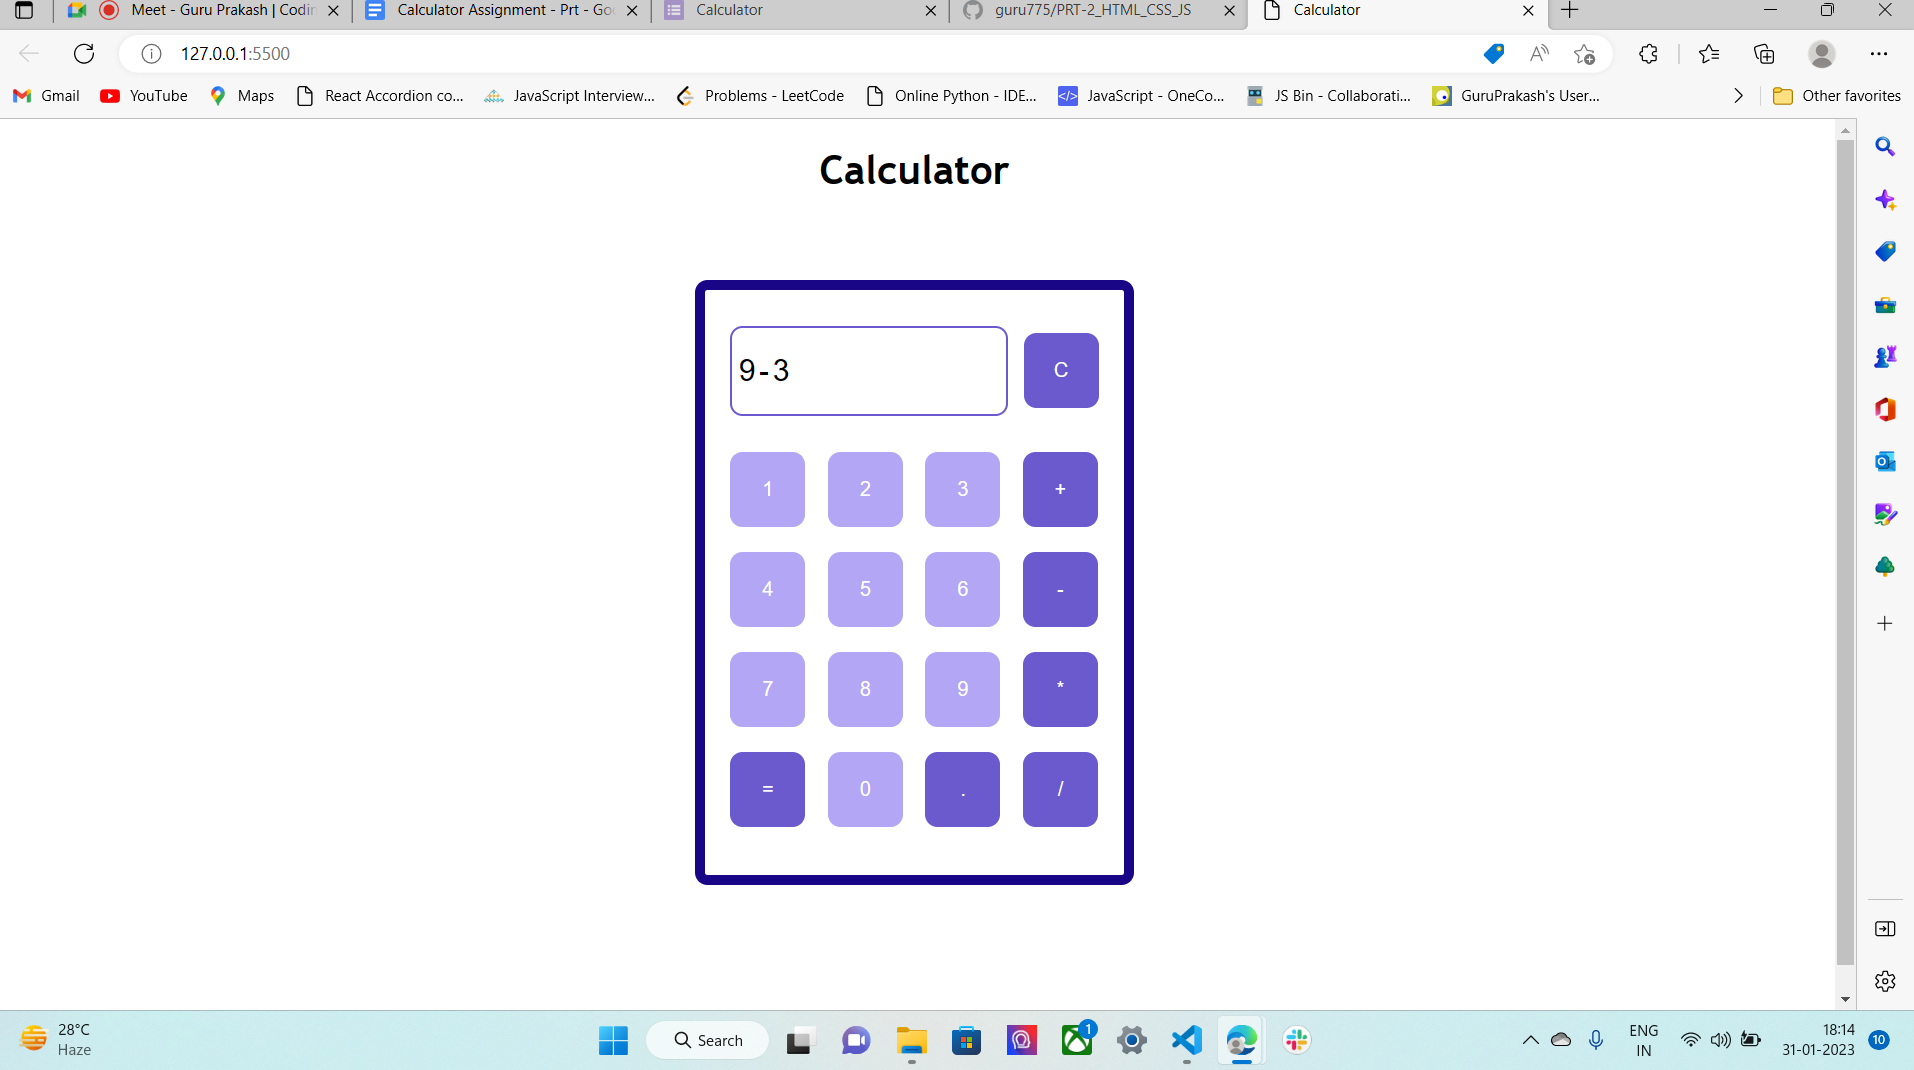 Meet - Guru Prakash | Codin
Calculator Assignment - Prt - Goo
Calculator
guru775/PRT-2_HTML_CSS_JS
Calculator
127.0.0.1:5500
Gmail
YouTube
Maps
React Accordion co...
JavaScript Interview...
Problems - LeetCode
Online Python - IDE...
JavaScript - OneCo...
JS Bin - Collaborati...
GuruPrakash's User...
Other favorites
Calculator
9-3
C
1 2 3 +
4 5 6 -
7 8 9 *
= 0 . /
28°C
Haze
Search
1
ENG
IN
18:14
31-01-2023
10